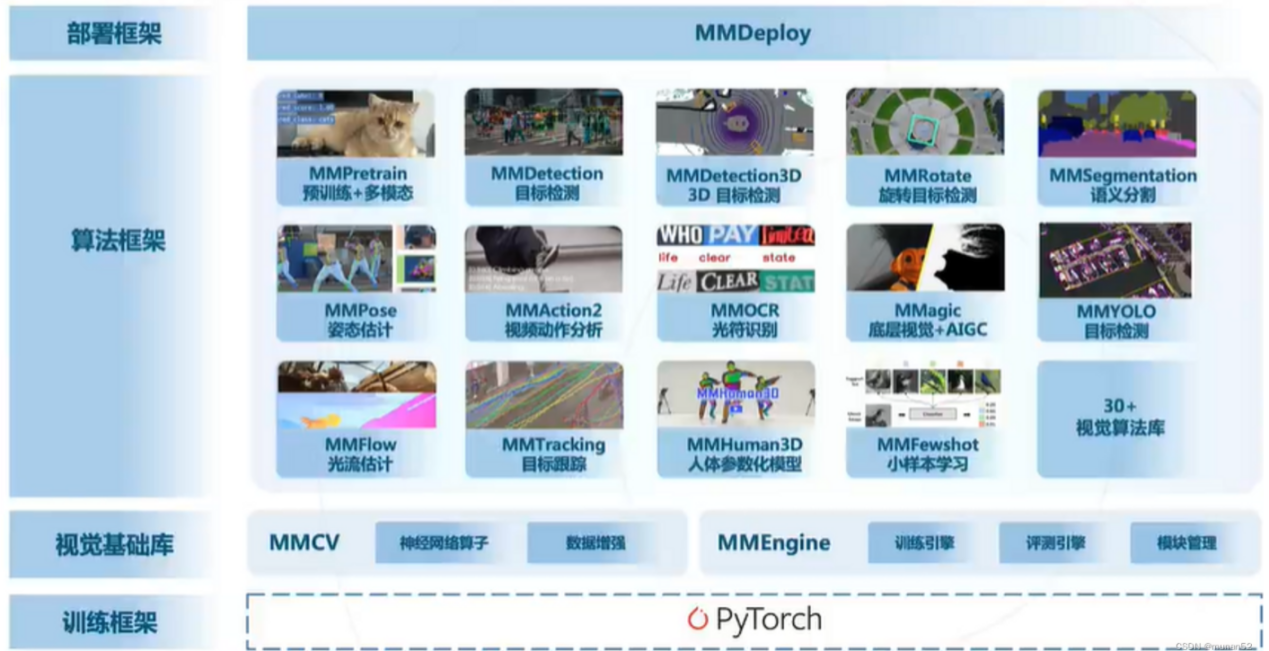 部署框架
MMDeploy
算法框架
MMPretrain
预训练+多模态
MMDetection
目标检测
MMDetection3D
3D 目标检测
MMRotate
旋转目标检测
MMSegmentation
语义分割
MMPose
姿态估计
MMAction2
视频动作分析
WHO PAY Limited
life clear state
Life CLEAR STAT
MMOCR
光符识别
MMagic
底层视觉+AIGC
MMYOLO
目标检测
MMFlow
光流估计
MMTracking
目标跟踪
MMHuman3D
MMHuman3D
人体参数化模型
MMFewshot
小样本学习
30+
视觉算法库
视觉基础库
MMCV
神经网络算子
数据增强
MMEngine
训练引擎
评测引擎
模块管理
训练框架
PyTorch